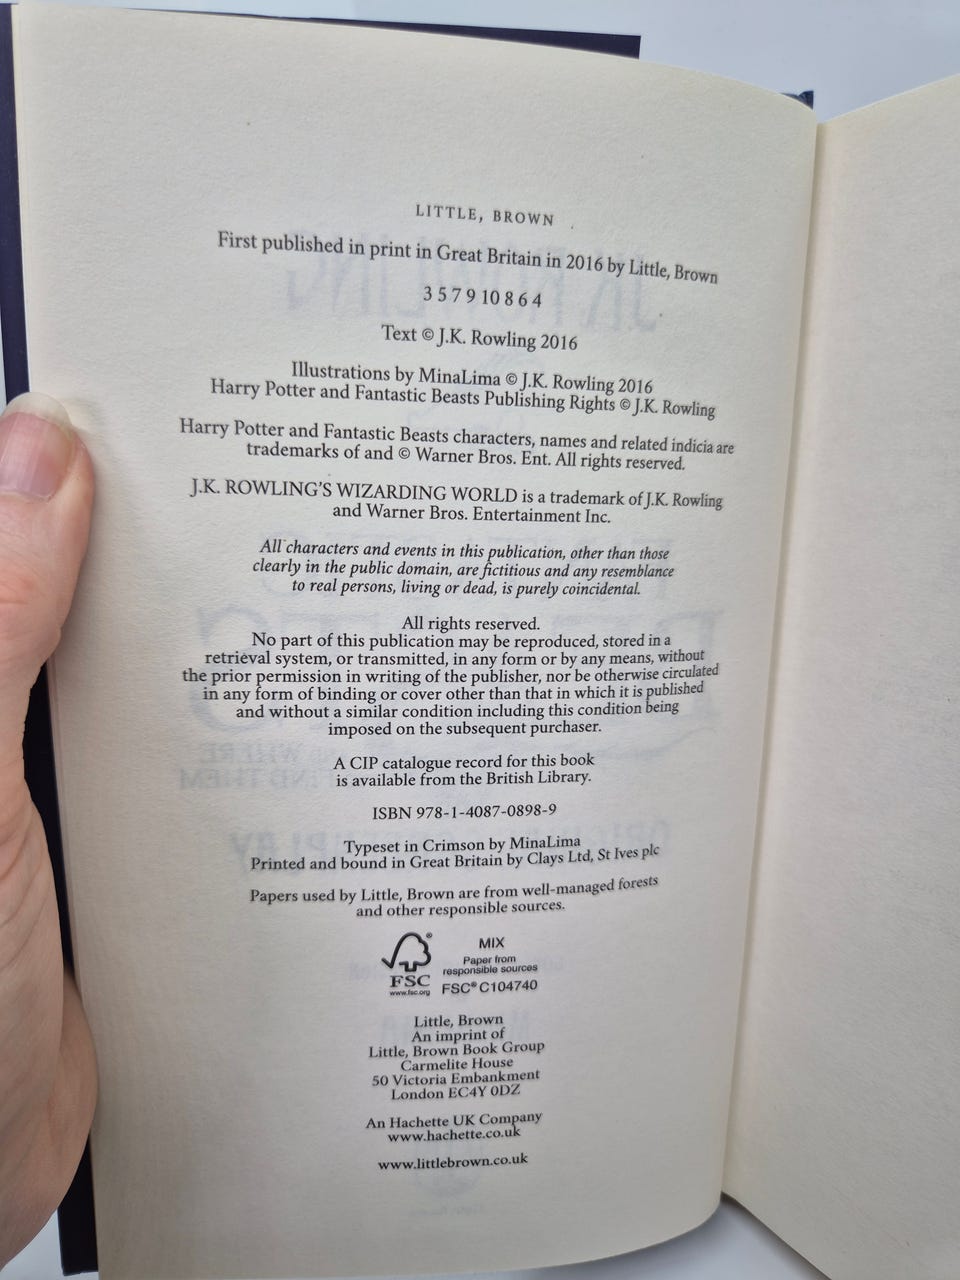 LITTLE, BROWN
First published in print in Great Britain in 2016 by Little, Brown
3 5 7 9 10 8 6 4
Text © J.K. Rowling 2016
Illustrations by MinaLima © J.K. Rowling 2016
Harry Potter and Fantastic Beasts Publishing Rights © J.K. Rowling
Harry Potter and Fantastic Beasts characters, names and related indicia are
trademarks of and © Warner Bros. Ent. All rights reserved.
J.K. ROWLING'S WIZARDING WORLD is a trademark of J.K. Rowling
and Warner Bros. Entertainment Inc.
All characters and events in this publication, other than those
clearly in the public domain, are fictitious and any resemblance
to real persons, living or dead, is purely coincidental.
All rights reserved.
No part of this publication may be reproduced, stored in a
retrieval system, or transmitted, in any form or by any means, without
the prior permission in writing of the publisher, nor be otherwise circulated
in any form of binding or cover other than that in which it is published
and without a similar condition including this condition being
imposed on the subsequent purchaser.
A CIP catalogue record for this book
is available from the British Library.
ISBN 978-1-4087-0898-9
Typeset in Crimson by MinaLima
Printed and bound in Great Britain by Clays Ltd, St Ives plc
Papers used by Little, Brown are from well-managed forests
and other responsible sources.
FSC®
www.fsc.org
MIX
Paper from
responsible sources
FSC® C104740
Little, Brown
An imprint of
Little, Brown Book Group
Carmelite House
50 Victoria Embankment
London EC4Y 0DZ
An Hachette UK Company
www.hachette.co.uk
www.littlebrown.co.uk